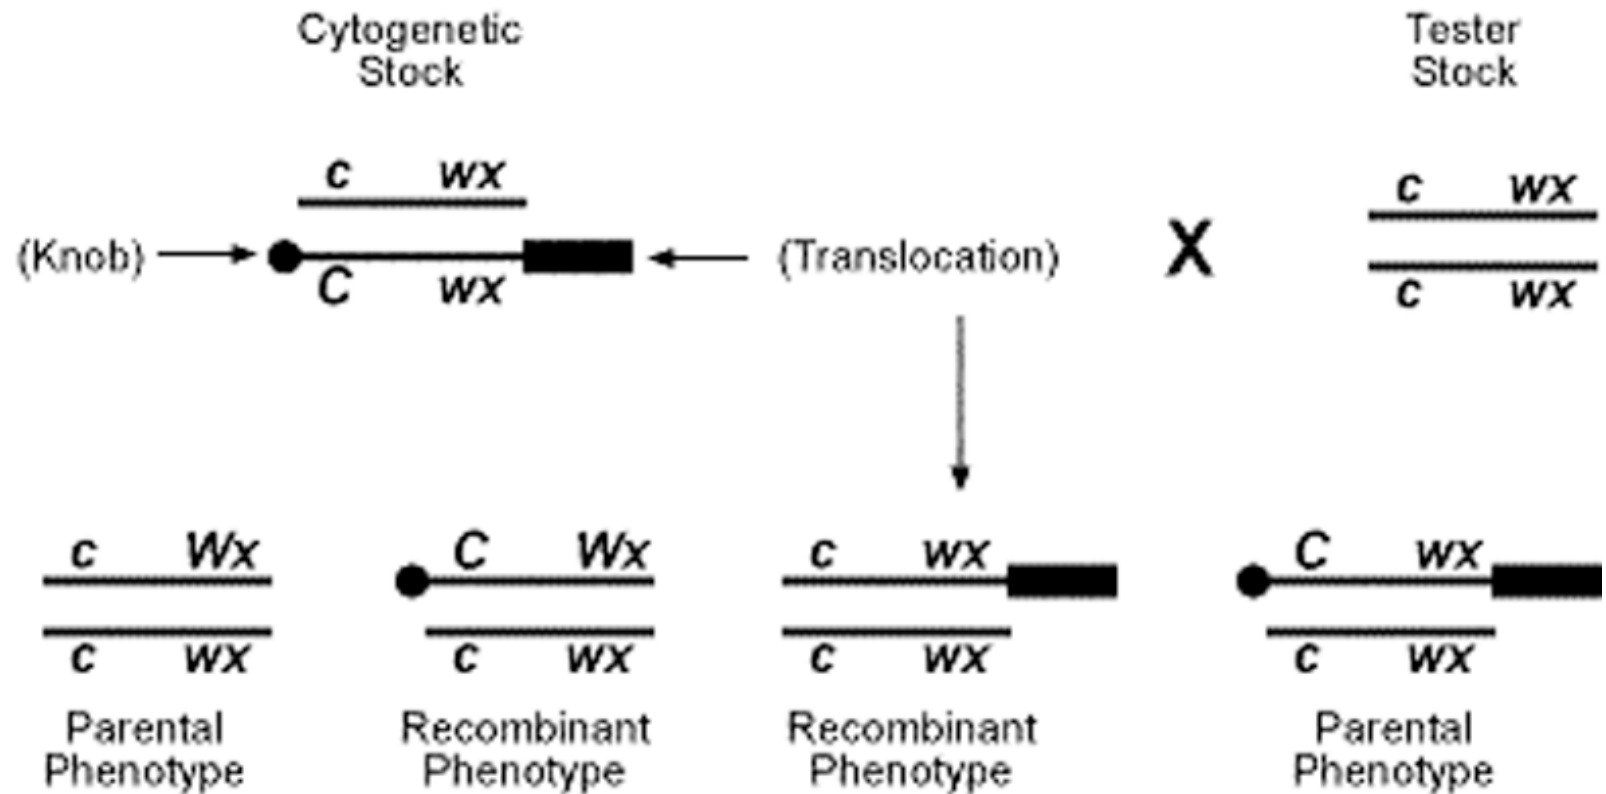 Cytogenetic
Stock
Tester
Stock
c wx
(Knob)
C wx
(Translocation)
X
c wx
c wx
c Wx
c wx
Parental
Phenotype
C Wx
c wx
Recombinant
Phenotype
c wx
c wx
Recombinant
Phenotype
C wx
c wx
Parental
Phenotype